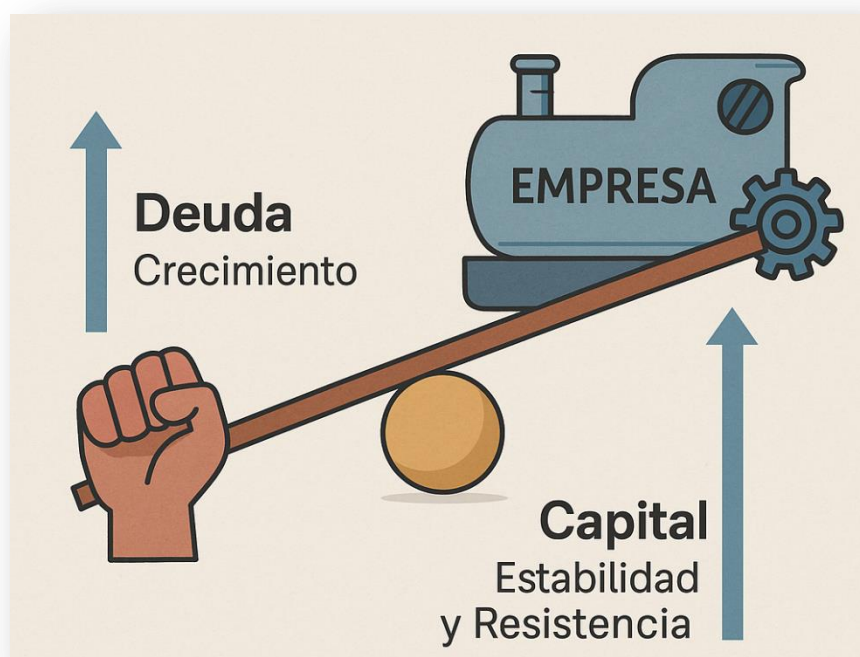 EMPRESA
Deuda
Crecimiento
Capital
Estabilidad
y Resistencia